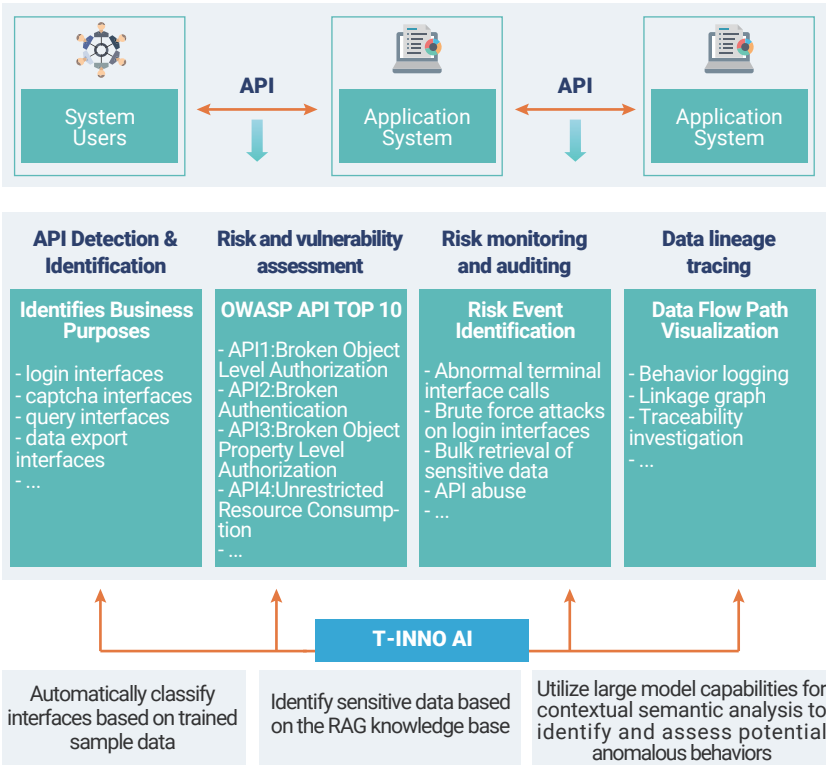 API
API
System
Users
Application
System
Application
System
API Detection &
Identification
Identifies Business
Purposes
- login interfaces
- captcha interfaces
- query interfaces
- data export
interfaces
- ...
Risk and vulnerability
assessment
OWASP API TOP 10
- API1:Broken Object
Level Authorization
- API2:Broken
Authentication
- API3:Broken Object
Property Level
Authorization
- API4:Unrestricted
Resource Consump-
tion
- ...
Risk monitoring
and auditing
Risk Event
Identification
- Abnormal terminal
interface calls
- Brute force attacks
on login interfaces
- Bulk retrieval of
sensitive data
- API abuse
- ...
Data lineage
tracing
Data Flow Path
Visualization
- Behavior logging
- Linkage graph
- Traceability
investigation
- ...
T-INNO AI
Automatically classify
interfaces based on trained
sample data
Identify sensitive data based
on the RAG knowledge base
Utilize large model capabilities for
contextual semantic analysis to
identify and assess potential
anomalous behaviors